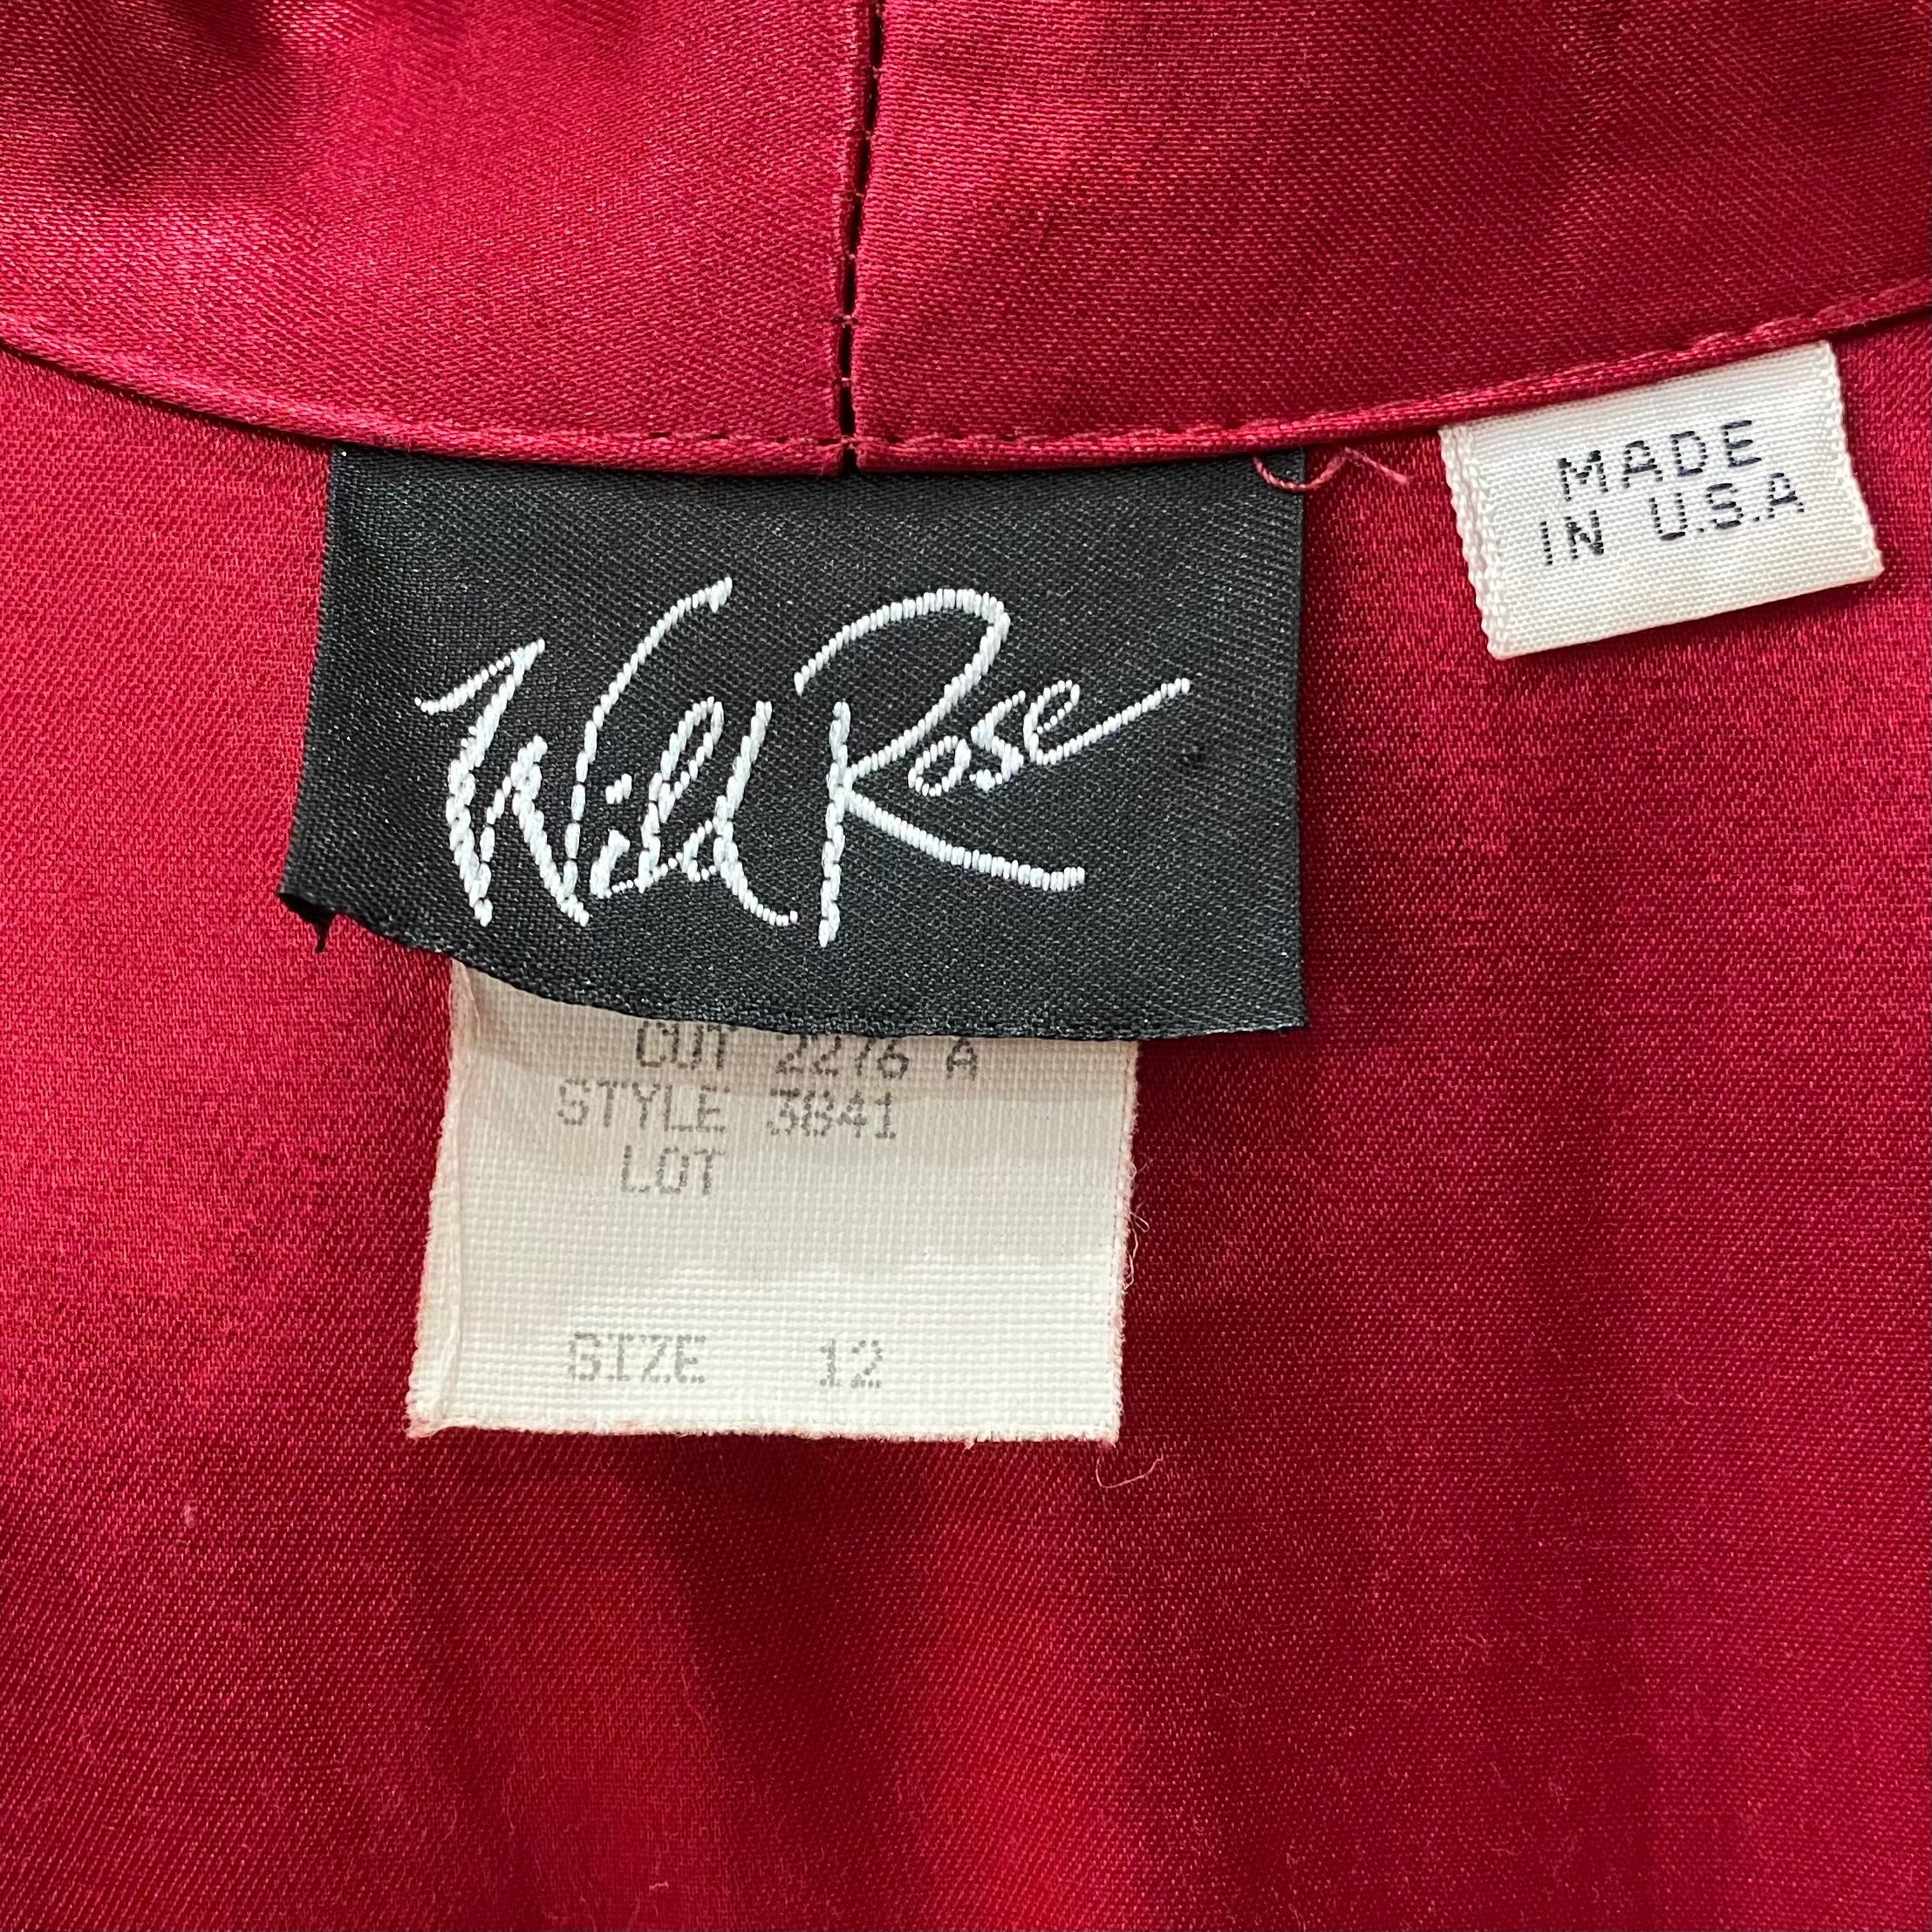 MADE
IN U.S.A
Wild Rose
CUT 2276 A
STYLE 3841
LOT
SIZE 12